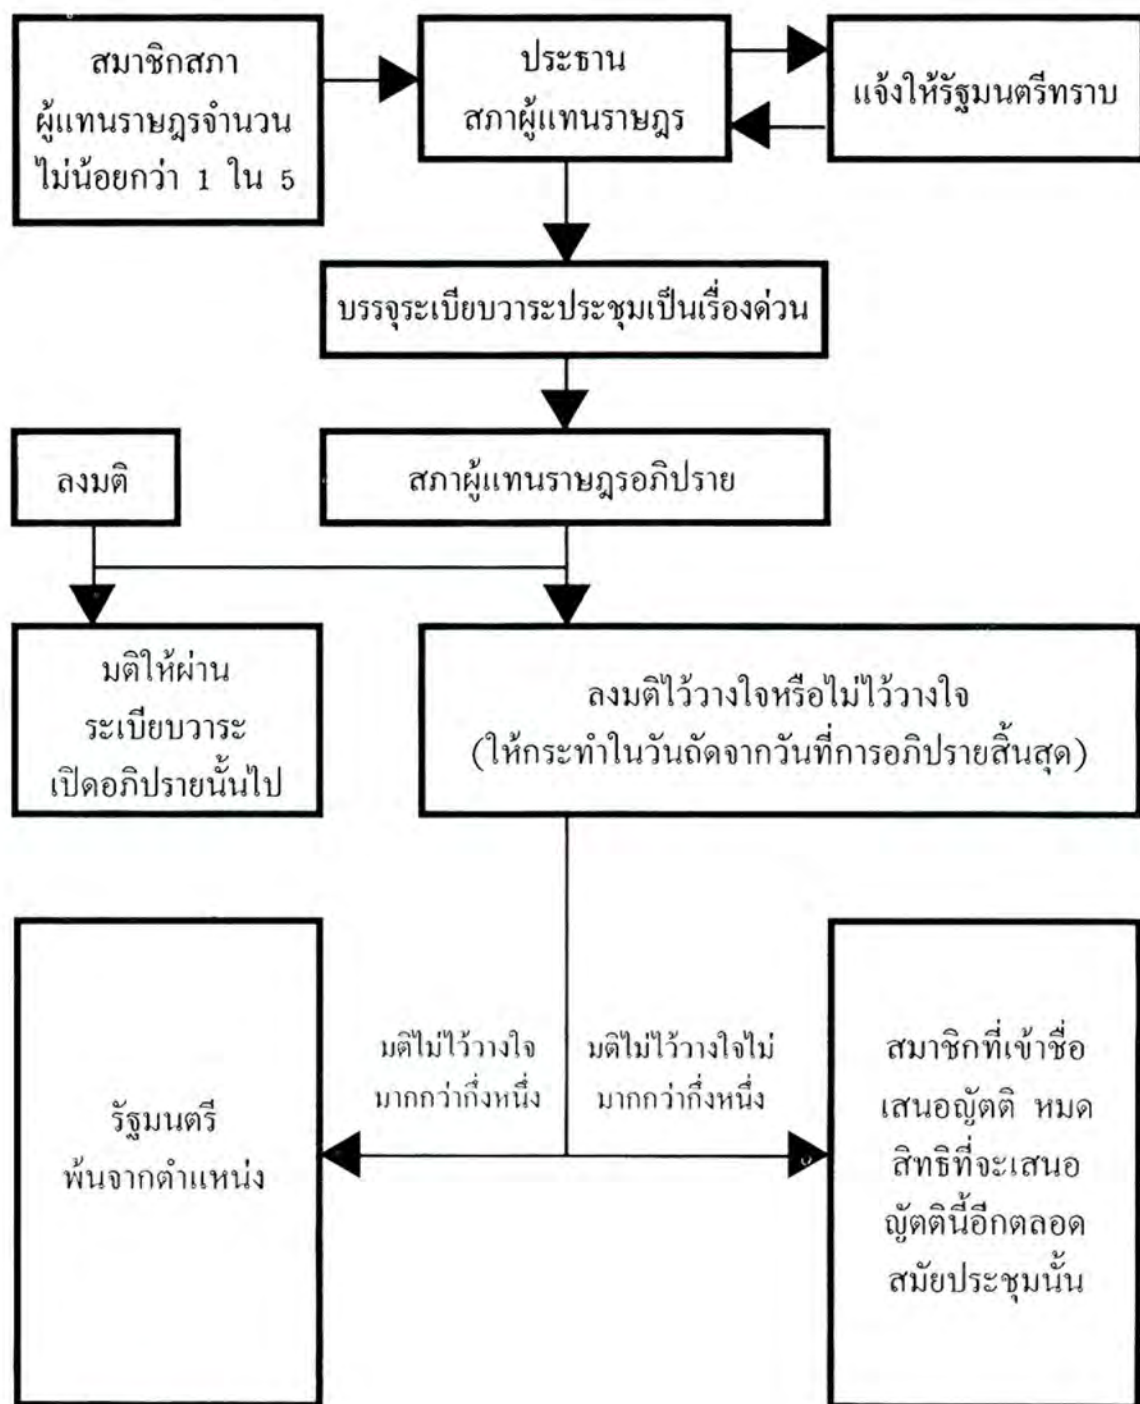 สมาชิกสภา
ผู้แทนราษฎรจำนวน
ไม่น้อยกว่า 1 ใน 5
ประธาน
สภาผู้แทนราษฎร
แจ้งให้รัฐมนตรีทราบ
บรรจุระเบียบวาระประชุมเป็นเรื่องด่วน
ลงมติ
สภาผู้แทนราษฎรอภิปราย
มติให้ผ่าน
ระเบียบวาระ
เปิดอภิปรายนั้นไป
ลงมติไว้วางใจหรือไม่ไว้วางใจ
(ให้กระทำในวันถัดจากวันที่การอภิปรายสิ้นสุด)
รัฐมนตรี
พ้นจากตำแหน่ง
มติไม่ไว้วางใจ
มากกว่ากึ่งหนึ่ง
มติไม่ไว้วางใจไม่
มากกว่ากึ่งหนึ่ง
สมาชิกที่เข้าชื่อ
เสนอญัตติ หมด
สิทธิที่จะเสนอ
ญัตตินี้อีกตลอด
สมัยประชุมนั้น